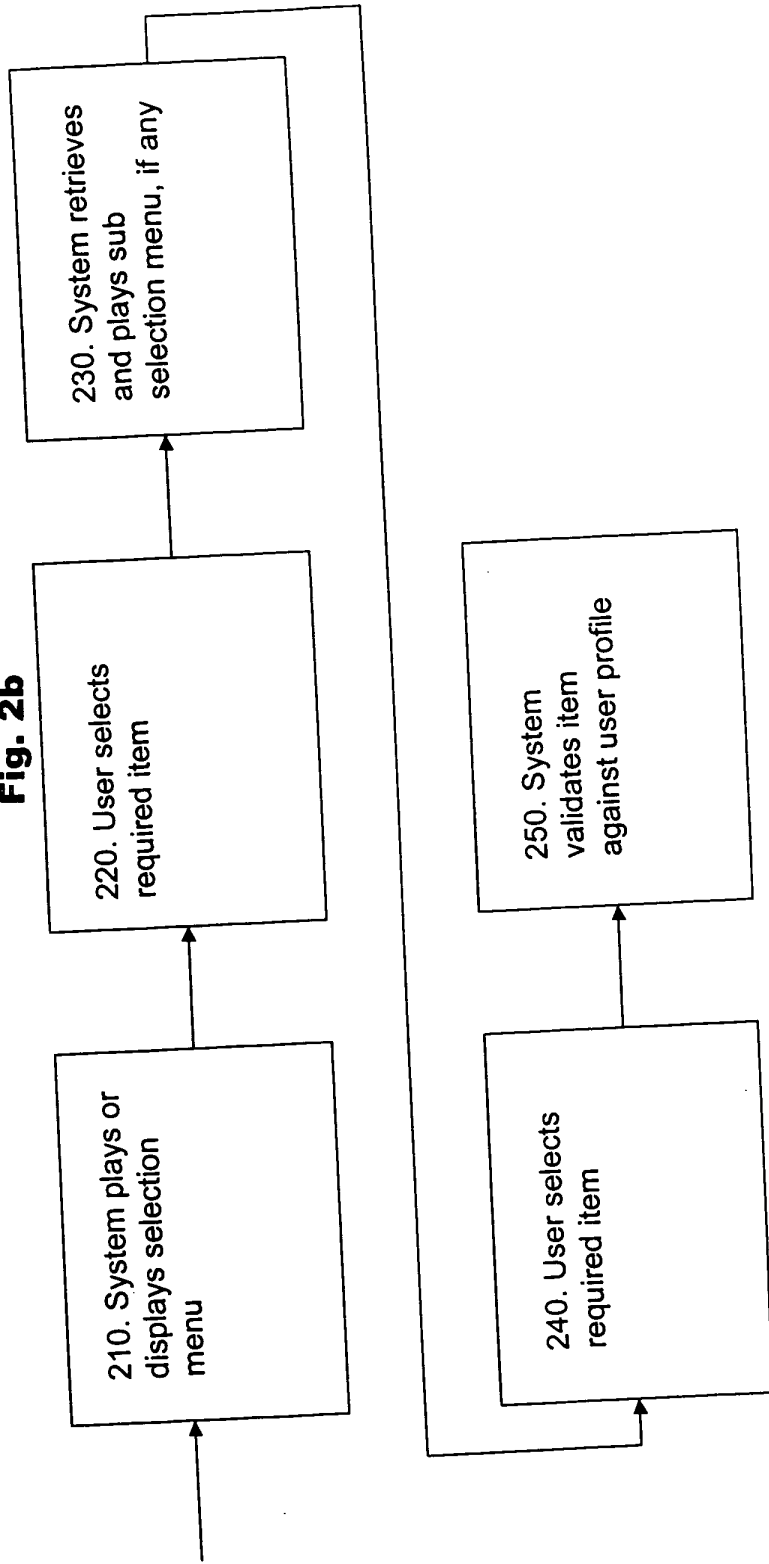 Fig. 2b
210. System plays or
displays selection
menu
220. User selects
required item
230. System retrieves
and plays sub
selection menu, if any
240. User selects
required item
250. System
validates item
against user profile